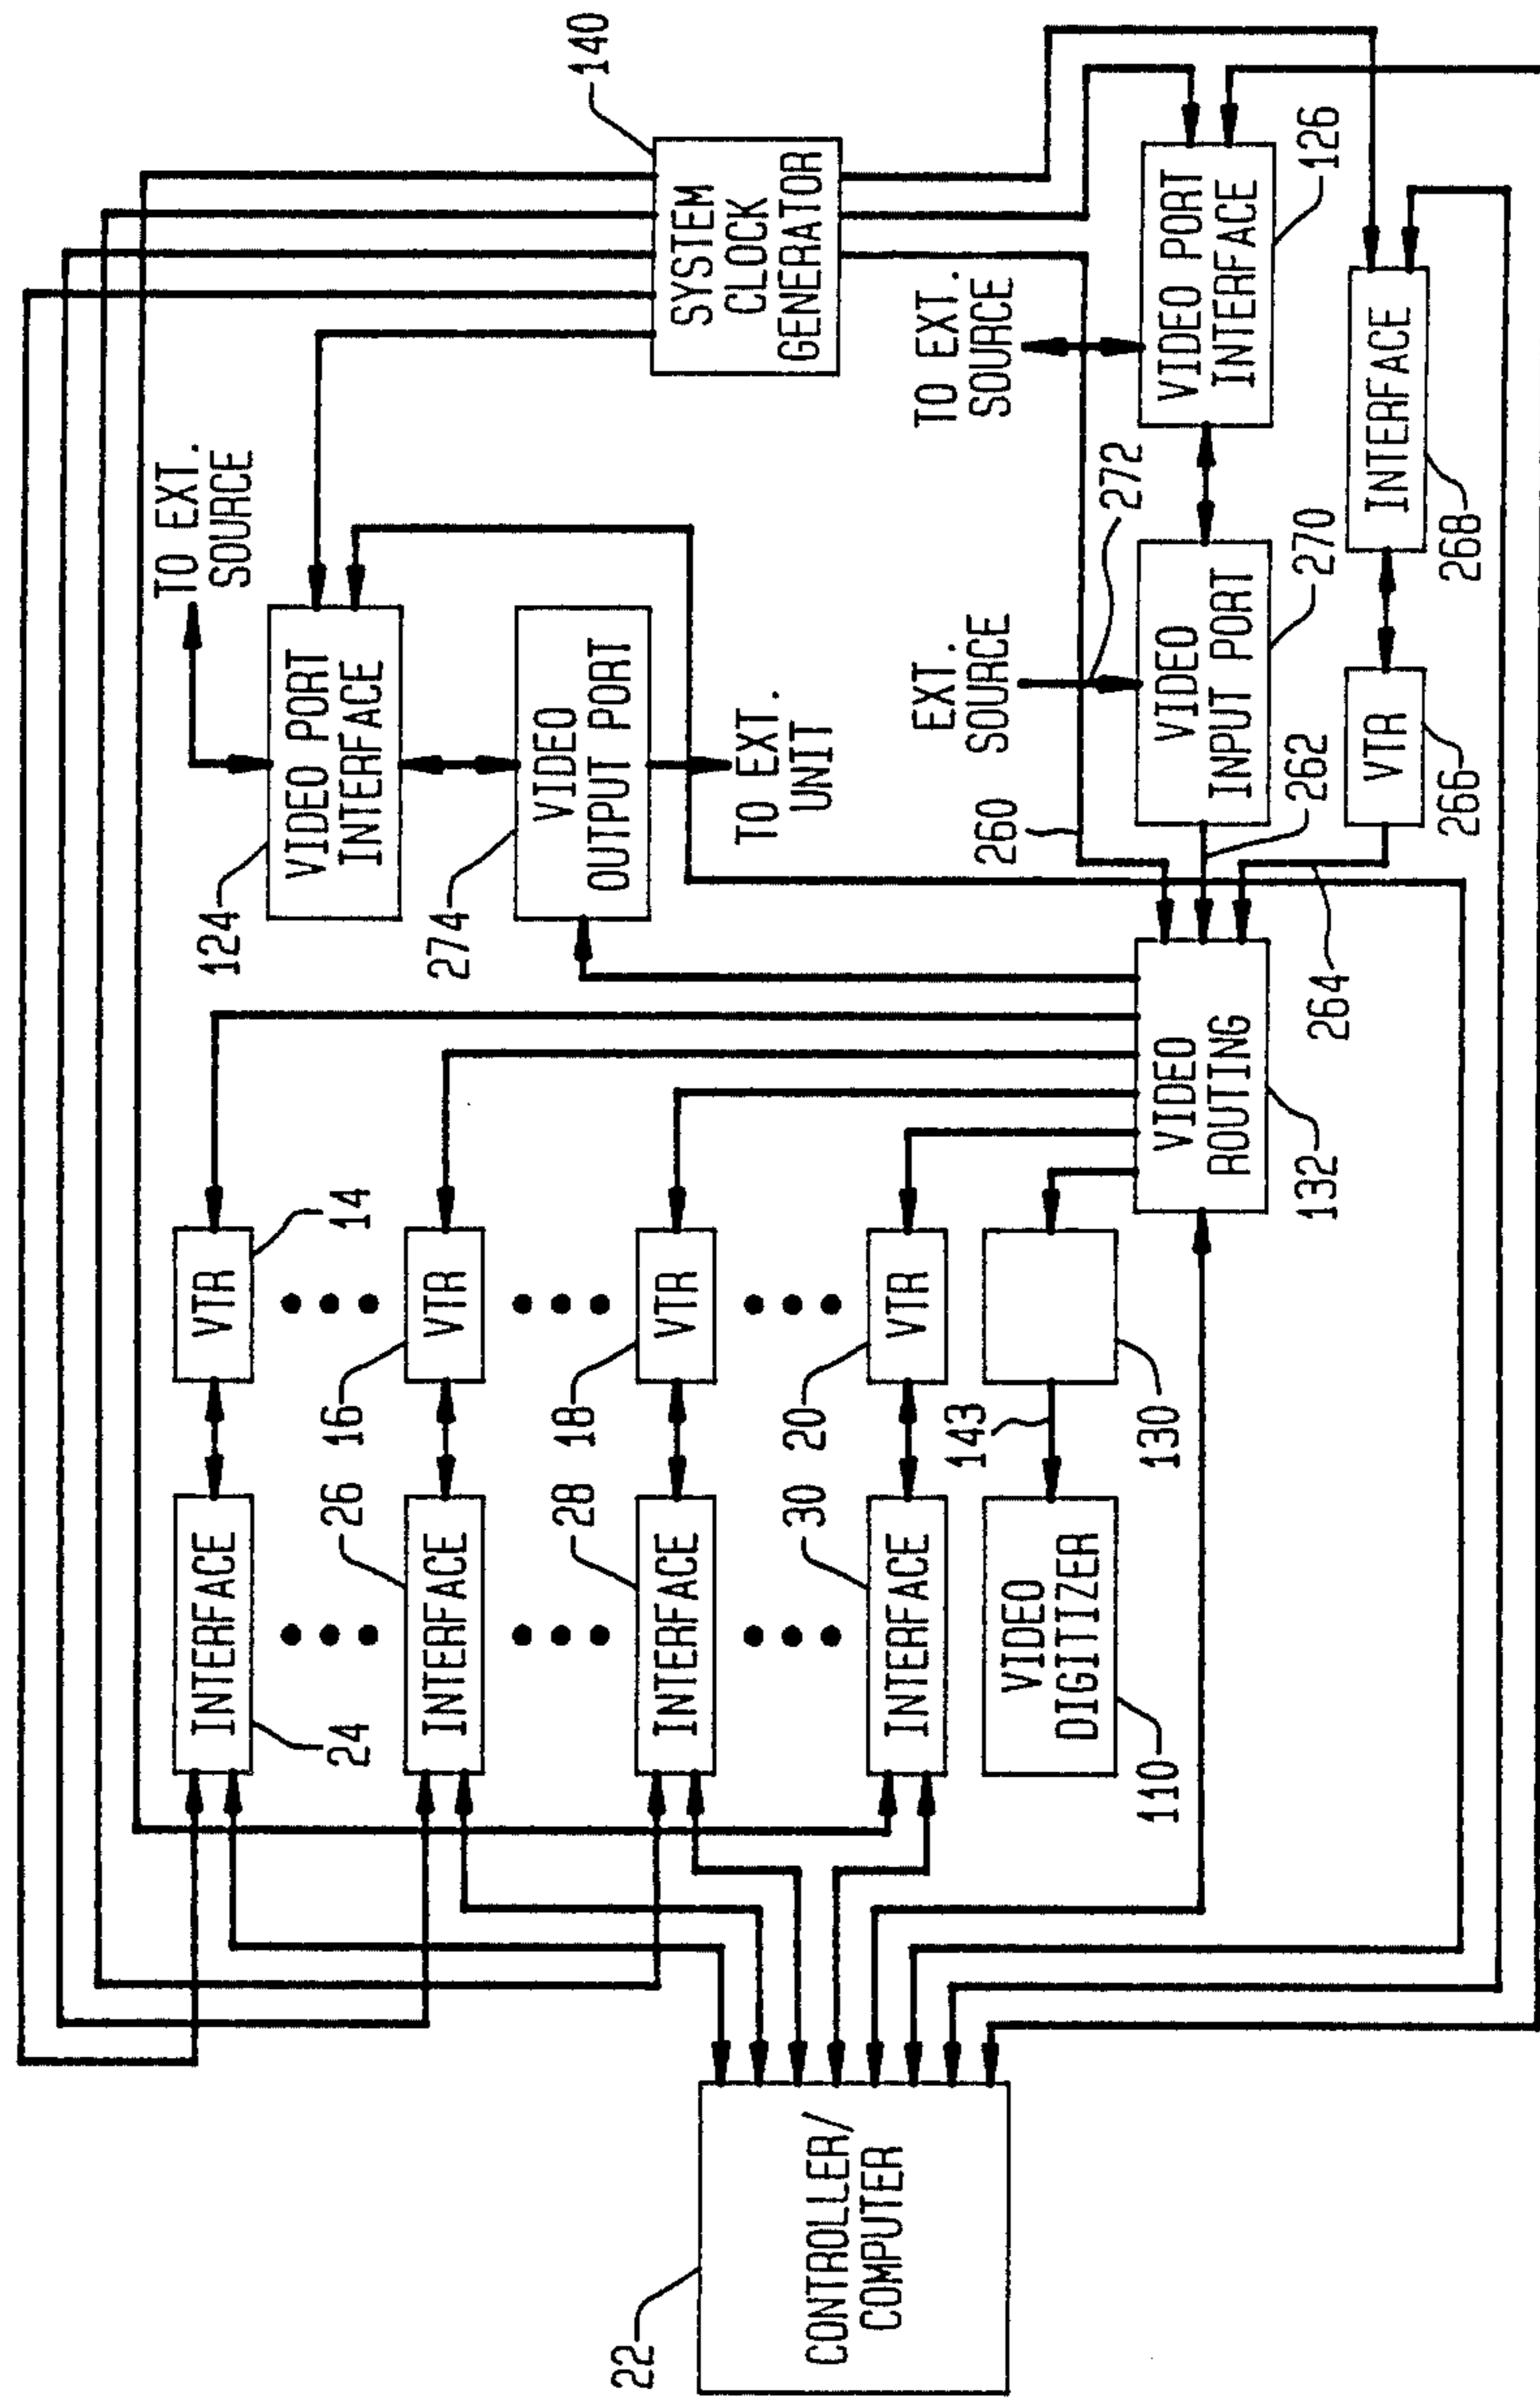 140
SYSTEM
CLOCK
GENERATOR
TO EXT.
SOURCE
124
VIDEO PORT
INTERFACE
274
VIDEO
OUTPUT PORT
TO EXT.
UNIT
TO EXT.
SOURCE
VIDEO PORT
INTERFACE
126
EXT.
SOURCE
272
VIDEO
INPUT PORT
270
260
262
264
INTERFACE
268
VTR
266
VIDEO
ROUTING
132
VTR
14
VTR
16
VTR
18
VTR
20
130
143
INTERFACE
24
INTERFACE
26
INTERFACE
28
INTERFACE
30
VIDEO
DIGITIZER
110
CONTROLLER/
COMPUTER
22